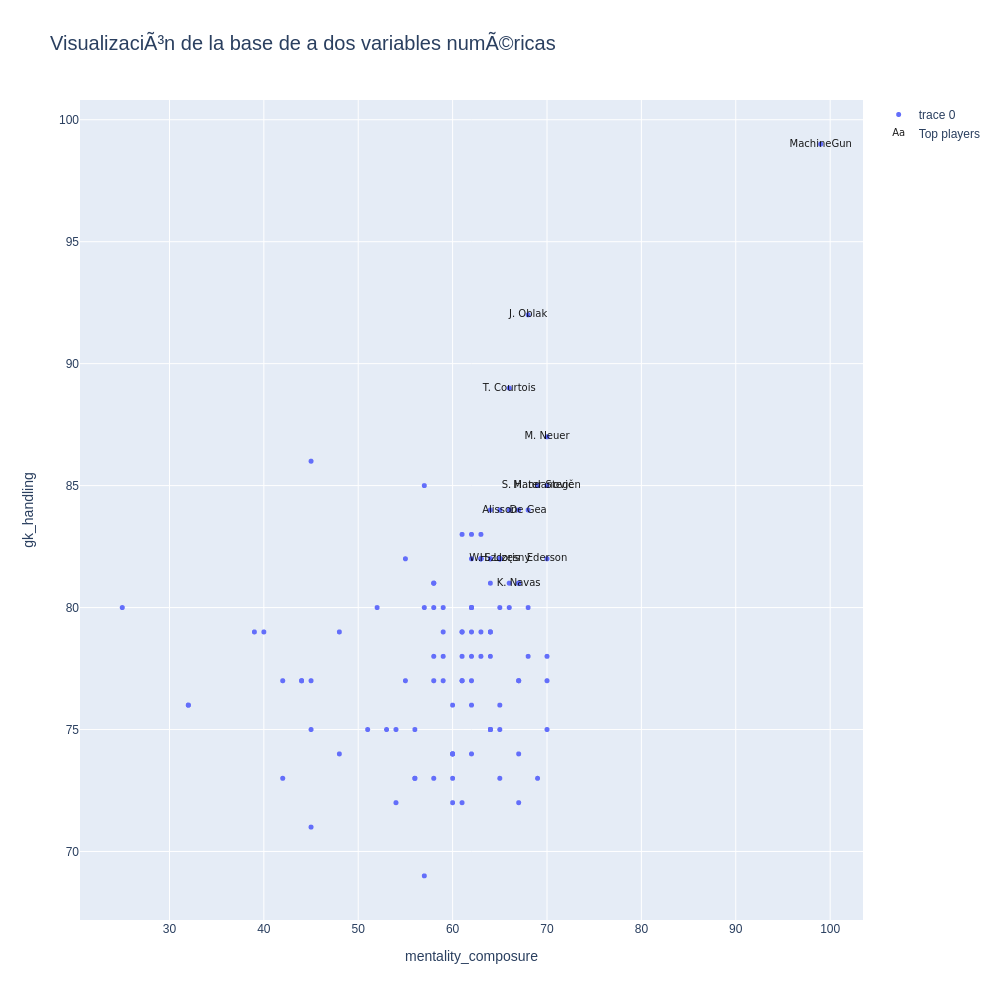 VisualizaciÃ³n de la base de a dos variables numÃ©ricas
trace 0
Aa Top players
100
95
90
85
80
75
70
gk_handling
MachineGun
J. Oblak
T. Courtois
M. Neuer
Alisson
De Gea
Ederson
K. Navas
30 40 50 60 70 80 90 100
mentality_composure